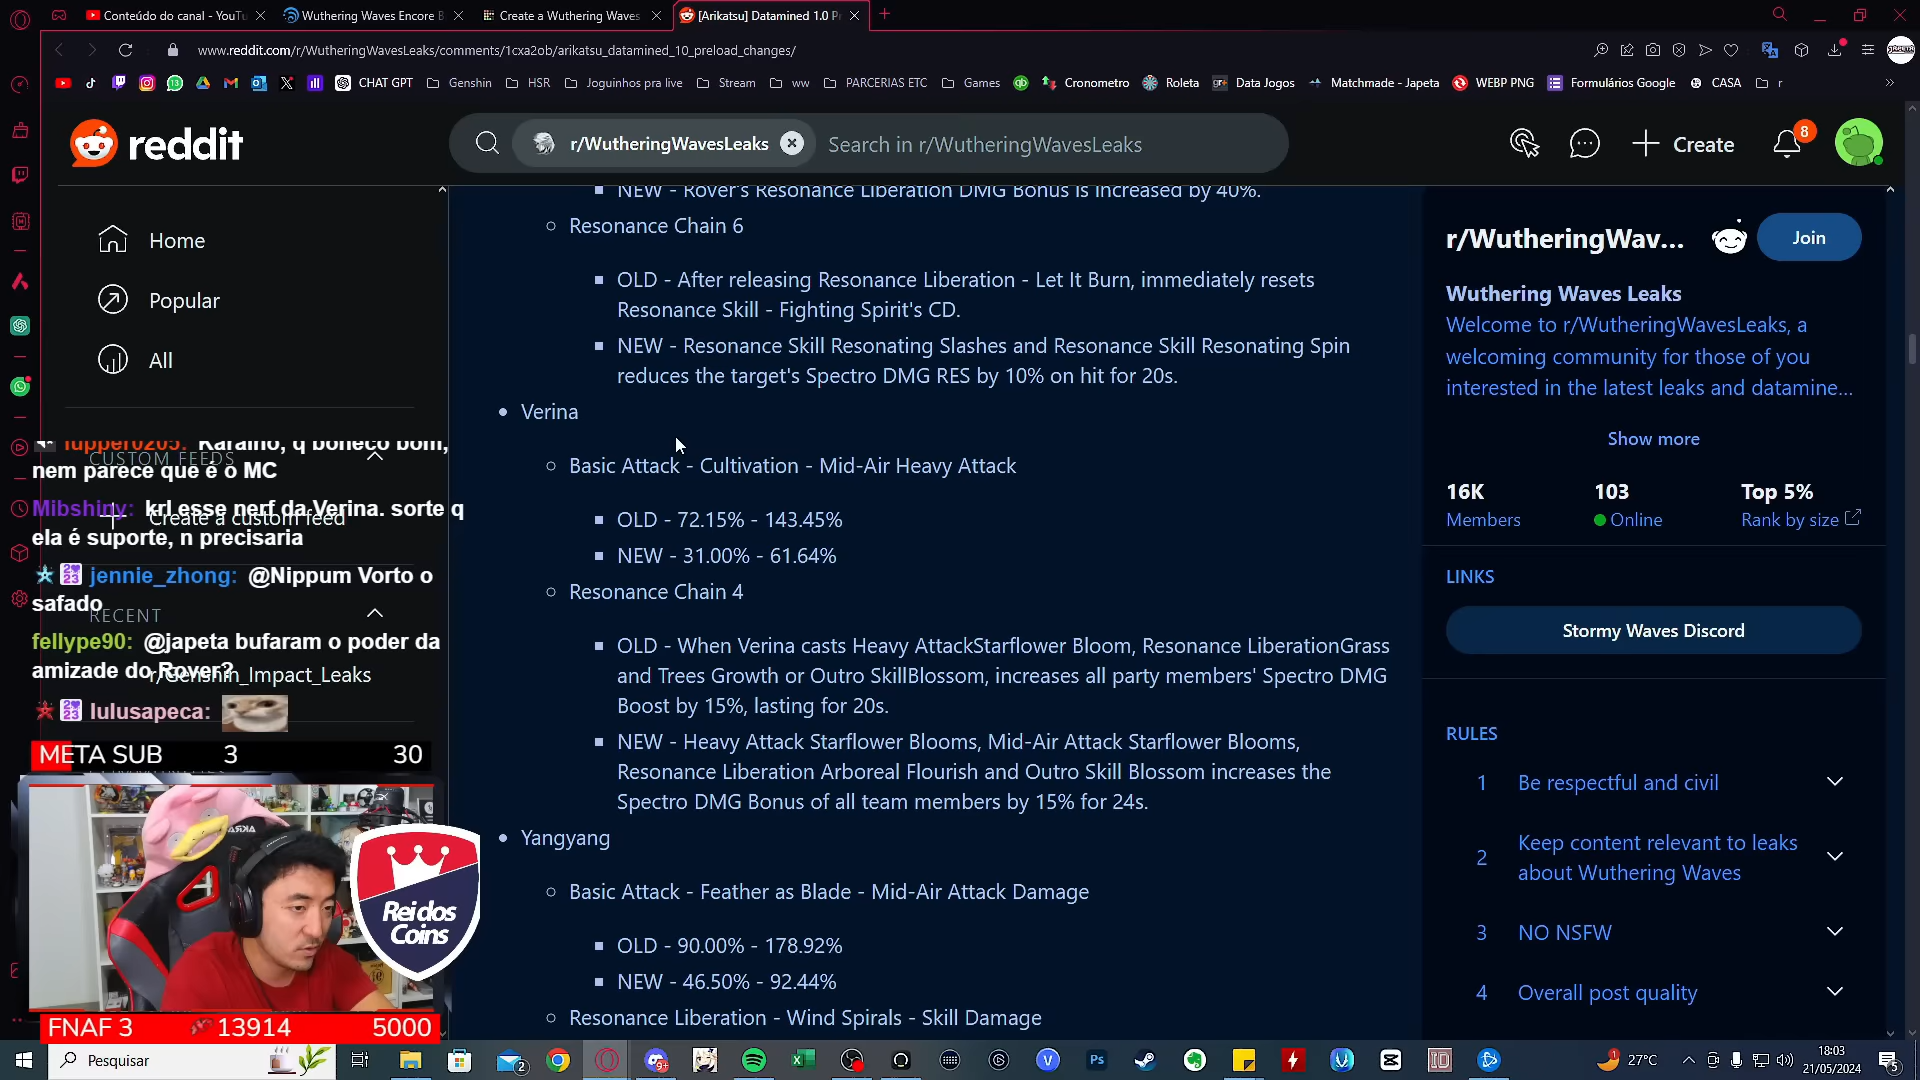 Conteúdo do canal - YouTu
Wuthering Waves Encore B
Create a Wuthering Waves
[Arikatsu] Datamined 1.0 P
www.reddit.com/r/WutheringWavesLeaks/comments/1cxa2ob/arikatsu_datamined_10_preload_changes/
CHAT GPT
Genshin
HSR
Joguinhos pra live
Stream
ww
PARCERIAS ETC
Games
Cronometro
Roleta
Data Jogos
Matchmade - Japeta
WEBP PNG
Formulários Google
CASA
r
reddit
r/WutheringWavesLeaks
Search in r/WutheringWavesLeaks
Create
8
Home
Popular
All
CUSTOM FEEDS
Create a custom feed
RECENT
r/Genshin_Impact_Leaks
lupper0205: Karalho, q boneco bom,
nem parece que é o MC
Mibshiny: krl esse nerf da Verina. sorte q
ela é suporte, n precisaria
jennie_zhong: @Nippum Vorto o
safado
fellype90: @japeta bufaram o poder da
amizade do Rover?
lulusapeca:
META SUB 3 30
AKRA
Rei dos
Coins
FNAF 3 13914 5000
NEW - Rover's Resonance Liberation DMG Bonus is increased by 40%.
Resonance Chain 6
OLD - After releasing Resonance Liberation - Let It Burn, immediately resets
Resonance Skill - Fighting Spirit's CD.
NEW - Resonance Skill Resonating Slashes and Resonance Skill Resonating Spin
reduces the target's Spectro DMG RES by 10% on hit for 20s.
Verina
Basic Attack - Cultivation - Mid-Air Heavy Attack
OLD - 72.15% - 143.45%
NEW - 31.00% - 61.64%
Resonance Chain 4
OLD - When Verina casts Heavy AttackStarflower Bloom, Resonance LiberationGrass
and Trees Growth or Outro SkillBlossom, increases all party members' Spectro DMG
Boost by 15%, lasting for 20s.
NEW - Heavy Attack Starflower Blooms, Mid-Air Attack Starflower Blooms,
Resonance Liberation Arboreal Flourish and Outro Skill Blossom increases the
Spectro DMG Bonus of all team members by 15% for 24s.
Yangyang
Basic Attack - Feather as Blade - Mid-Air Attack Damage
OLD - 90.00% - 178.92%
NEW - 46.50% - 92.44%
Resonance Liberation - Wind Spirals - Skill Damage
r/WutheringWav...
Join
Wuthering Waves Leaks
Welcome to r/WutheringWavesLeaks, a
welcoming community for those of you
interested in the latest leaks and datamine...
Show more
16K 103 Top 5%
Members Online Rank by size
LINKS
Stormy Waves Discord
RULES
1 Be respectful and civil
2 Keep content relevant to leaks
about Wuthering Waves
3 NO NSFW
4 Overall post quality
Pesquisar
27°C
18:03
21/05/2024